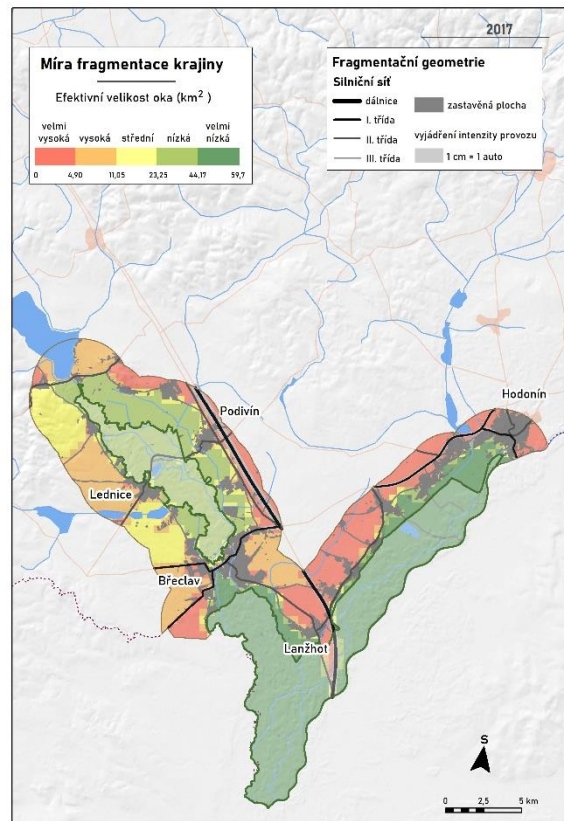 2017
Míra fragmentace krajiny
Efektivní velikost oka (km²)
velmi vysoká
vysoká
střední
nízká
velmi nízká
0
4,90
11,05
23,25
44,17
59,7
Fragmentační geometrie
Silniční síť
dálnice
I. třída
II. třída
III. třída
zastavěná plocha
vyjádření intenzity provozu
1 cm = 1 auto
Hodonín
Podivín
Lednice
Břeclav
Lanžhot
S
0 2,5 5 km